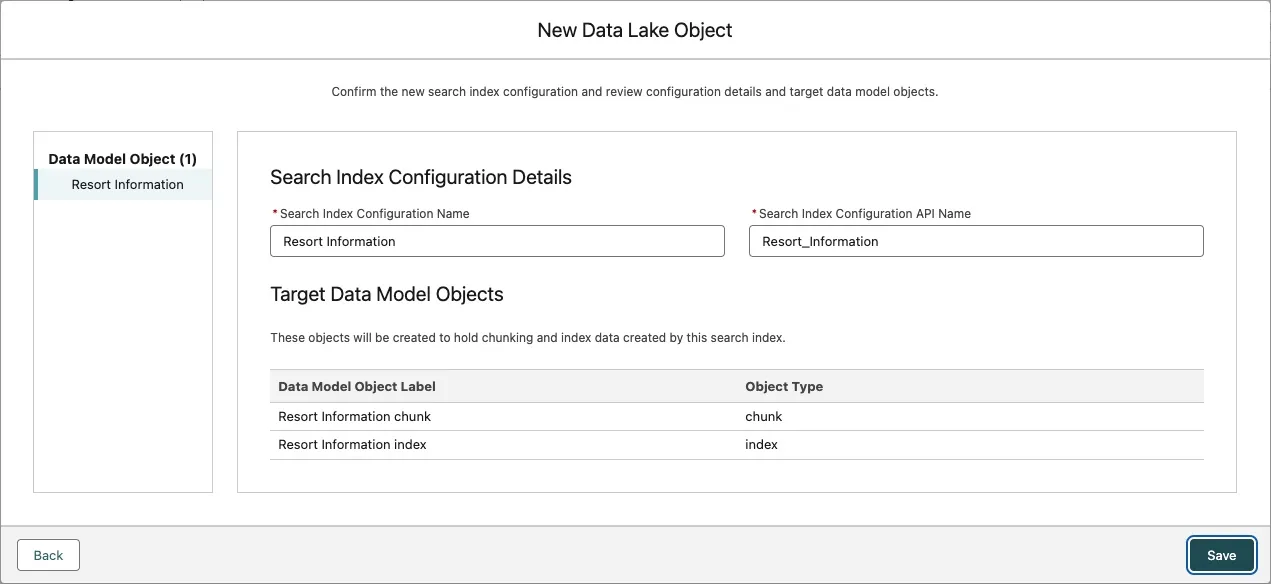 New Data Lake Object
Confirm the new search index configuration and review configuration details and target data model objects.
Data Model Object (1)
Resort Information
Search Index Configuration Details
* Search Index Configuration Name
* Search Index Configuration API Name
Resort Information
Resort_Information
Target Data Model Objects
These objects will be created to hold chunking and index data created by this search index.
Data Model Object Label
Object Type
Resort Information chunk
chunk
Resort Information index
index
Back
Save